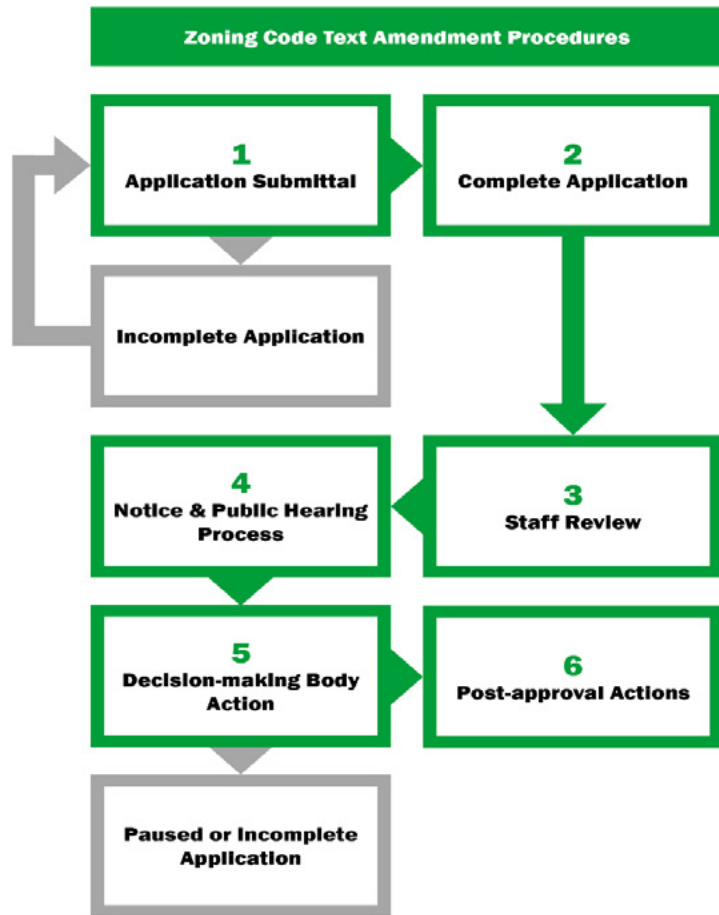 Zoning Code Text Amendment Procedures
1
Application Submittal
2
Complete Application
Incomplete Application
4
Notice & Public Hearing
Process
3
Staff Review
5
Decision-making Body
Action
6
Post-approval Actions
Paused or Incomplete
Application